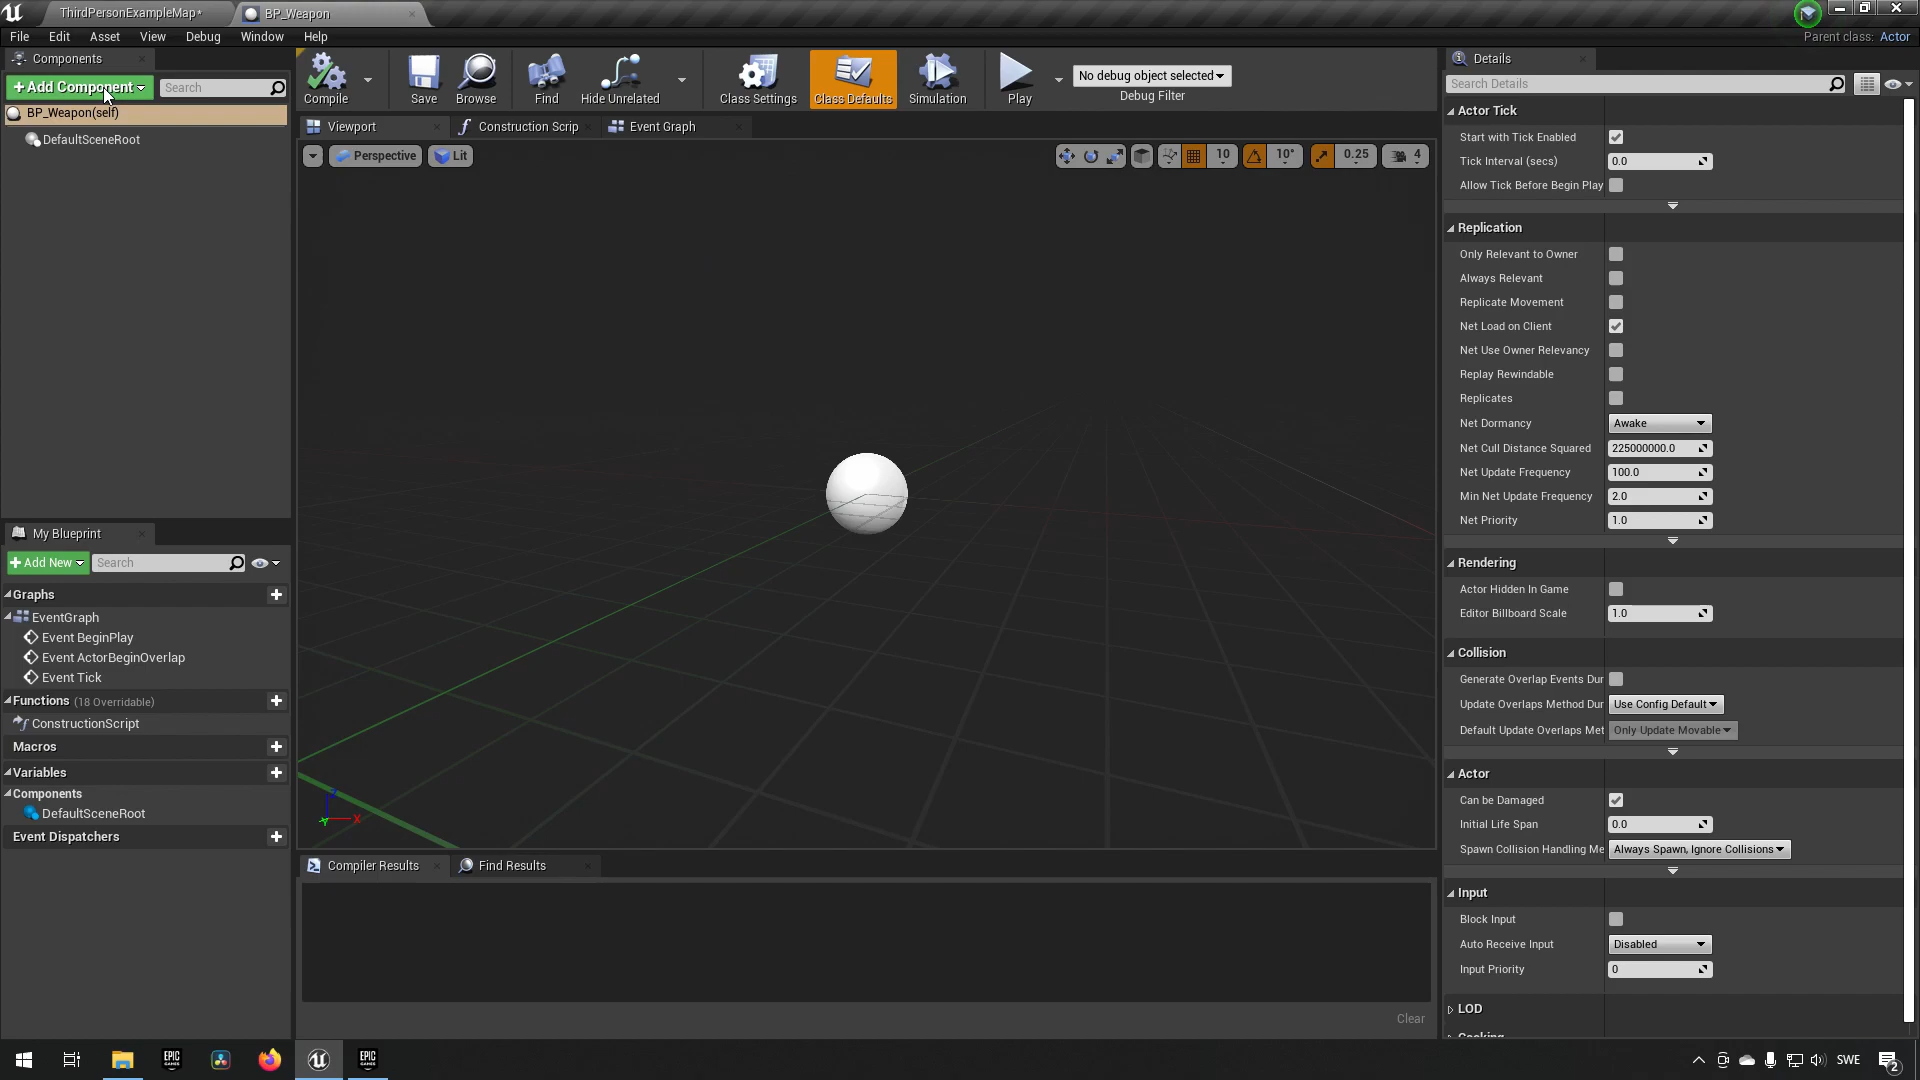 ThirdPersonExampleMap*
BP_Weapon
File Edit Asset View Debug Window Help
Parent class: Actor
Components
+Add Component
Search
BP_Weapon(self)
DefaultSceneRoot
Compile
Save
Browse
Find
Hide Unrelated
Class Settings
Class Defaults
Simulation
Play
No debug object selected
Debug Filter
Viewport
Construction Scrip
Event Graph
Perspective
Lit
10
10°
0.25
4
X
My Blueprint
+Add New
Search
Graphs
EventGraph
Event BeginPlay
Event ActorBeginOverlap
Event Tick
Functions (18 Overridable)
ConstructionScript
Macros
Variables
Components
DefaultSceneRoot
Event Dispatchers
Compiler Results
Find Results
Clear
Details
Search Details
Actor Tick
Start with Tick Enabled
Tick Interval (secs) 0.0
Allow Tick Before Begin Play
Replication
Only Relevant to Owner
Always Relevant
Replicate Movement
Net Load on Client
Net Use Owner Relevancy
Replay Rewindable
Replicates
Net Dormancy Awake
Net Cull Distance Squared 225000000.0
Net Update Frequency 100.0
Min Net Update Frequency 2.0
Net Priority 1.0
Rendering
Actor Hidden In Game
Editor Billboard Scale 1.0
Collision
Generate Overlap Events Dur
Update Overlaps Method Dur Use Config Default
Default Update Overlaps Met Only Update Movable
Actor
Can be Damaged
Initial Life Span 0.0
Spawn Collision Handling Me Always Spawn, Ignore Collisions
Input
Block Input
Auto Receive Input Disabled
Input Priority 0
LOD
EPIC GAMES
EPIC GAMES
SWE
2